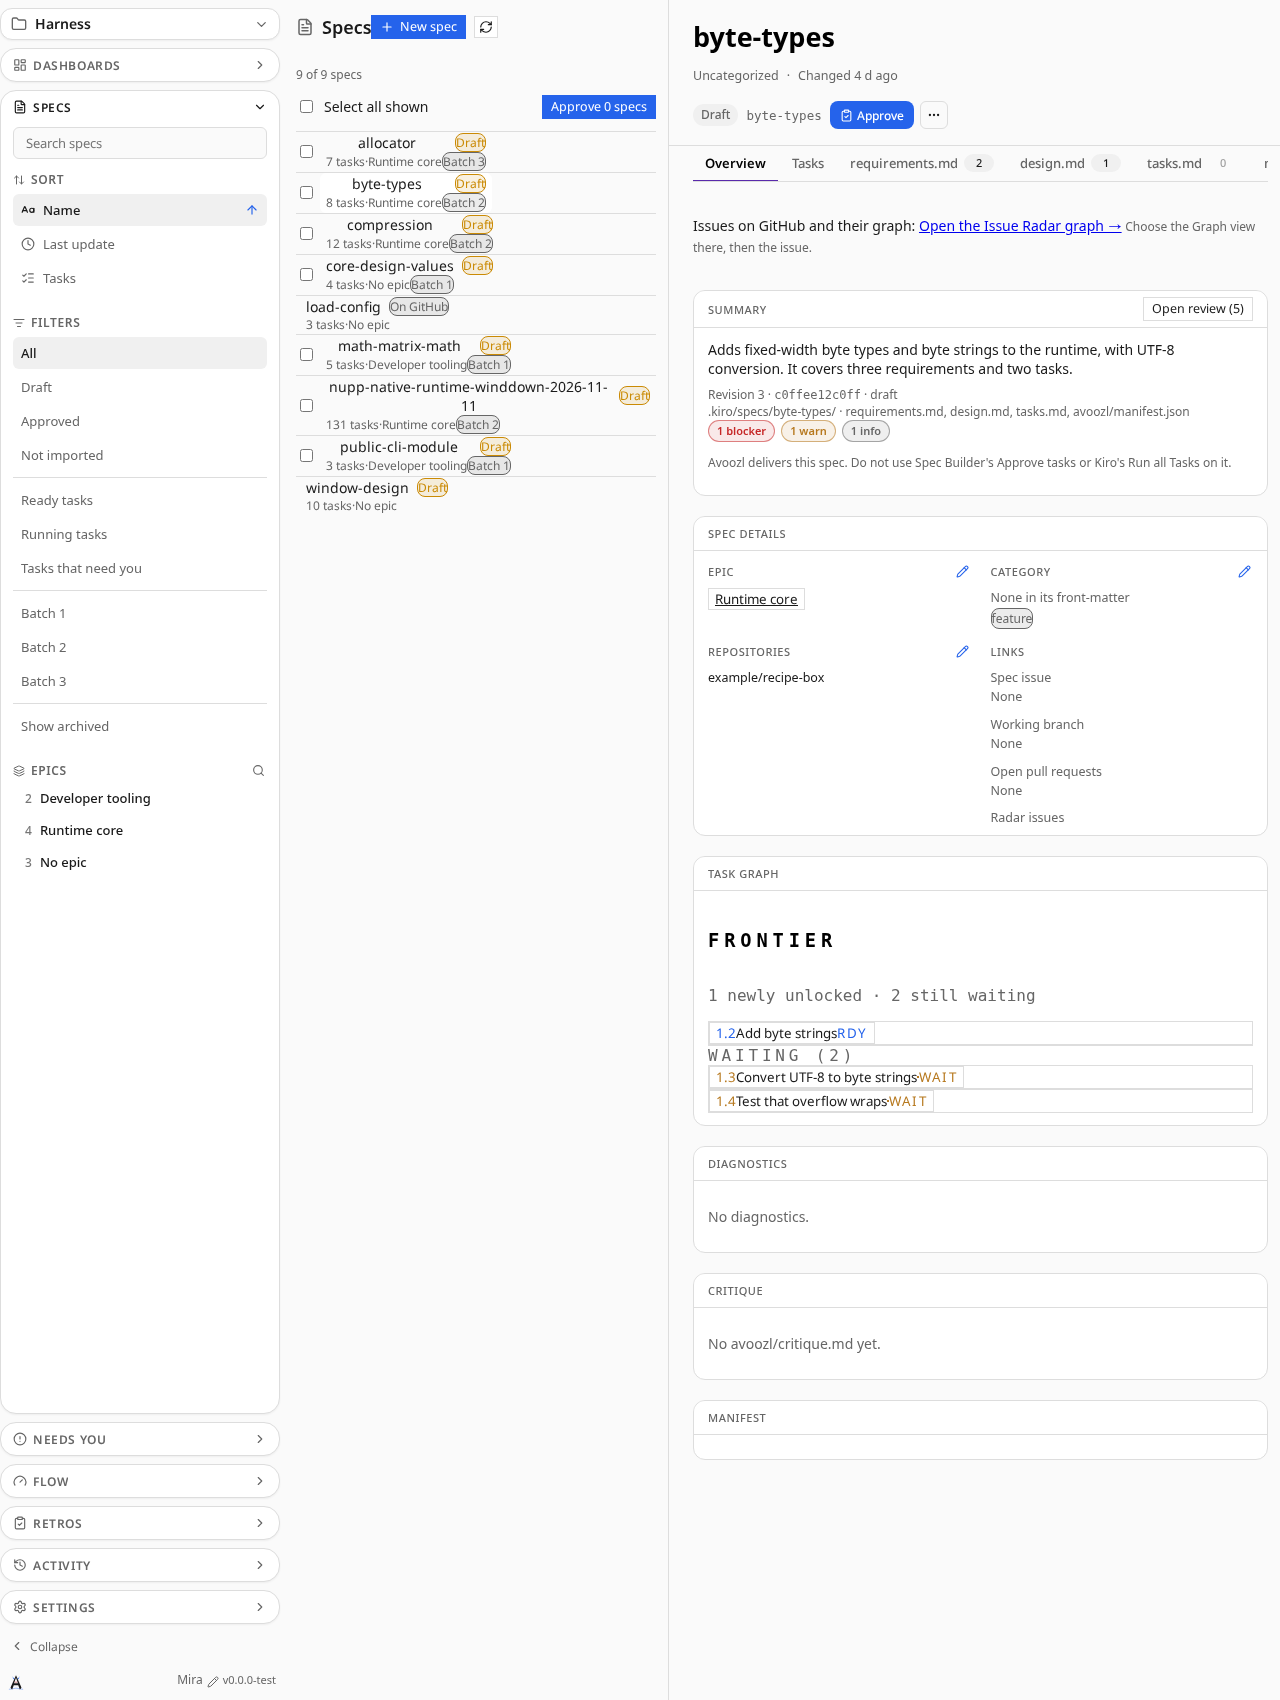 Harness
DASHBOARDS
SPECS
Search specs
SORT
Name
Last update
Tasks
FILTERS
All
Draft
Approved
Not imported
Ready tasks
Running tasks
Tasks that need you
Batch 1
Batch 2
Batch 3
Show archived
EPICS
2 Developer tooling
4 Runtime core
3 No epic
NEEDS YOU
FLOW
RETROS
ACTIVITY
SETTINGS
Collapse
Mira v0.0.0-test
Specs
New spec
9 of 9 specs
Select all shown
Approve 0 specs
allocator Draft
7 tasks·Runtime core Batch 3
byte-types Draft
8 tasks·Runtime core Batch 2
compression Draft
12 tasks·Runtime core Batch 2
core-design-values Draft
4 tasks·No epic Batch 1
load-config On GitHub
3 tasks·No epic
math-matrix-math Draft
5 tasks·Developer tooling Batch 1
nupp-native-runtime-winddown-2026-11-
11 Draft
131 tasks·Runtime core Batch 2
public-cli-module Draft
3 tasks·Developer tooling Batch 1
window-design Draft
10 tasks·No epic
byte-types
Uncategorized · Changed 4 d ago
Draft byte-types Approve
Overview Tasks requirements.md 2 design.md 1 tasks.md 0
Issues on GitHub and their graph: Open the Issue Radar graph → Choose the Graph view
there, then the issue.
SUMMARY
Open review (5)
Adds fixed-width byte types and byte strings to the runtime, with UTF-8
conversion. It covers three requirements and two tasks.
Revision 3 · c0ffee12c0ff · draft
.kiro/specs/byte-types/ · requirements.md, design.md, tasks.md, avoozl/manifest.json
1 blocker 1 warn 1 info
Avoozl delivers this spec. Do not use Spec Builder's Approve tasks or Kiro's Run all Tasks on it.
SPEC DETAILS
EPIC
Runtime core
CATEGORY
None in its front-matter
feature
REPOSITORIES
example/recipe-box
LINKS
Spec issue
None
Working branch
None
Open pull requests
None
Radar issues
TASK GRAPH
FRONTIER
1 newly unlocked · 2 still waiting
1.2 Add byte strings RDY
WAITING (2)
1.3 Convert UTF-8 to byte strings· WAIT
1.4 Test that overflow wraps· WAIT
DIAGNOSTICS
No diagnostics.
CRITIQUE
No avoozl/critique.md yet.
MANIFEST